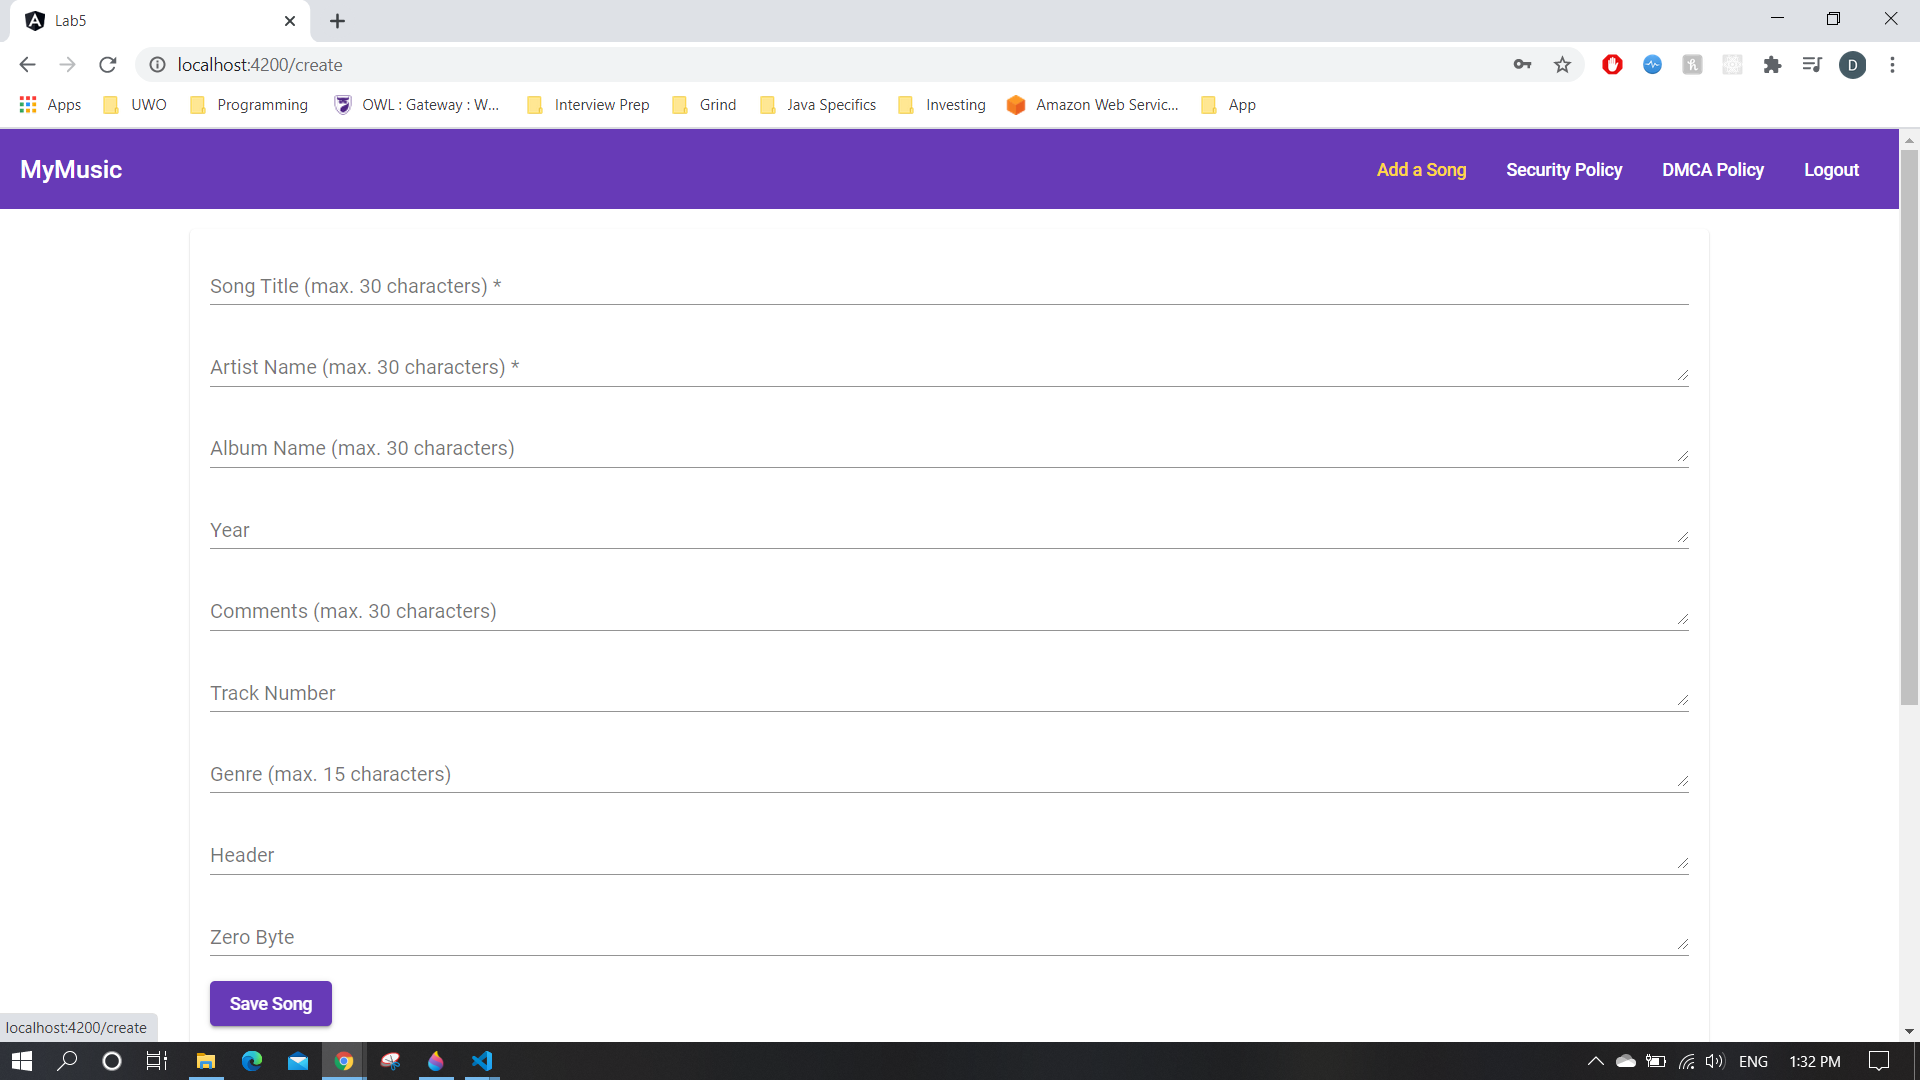 Lab5
localhost:4200/create
Apps UWO Programming OWL : Gateway : W... Interview Prep Grind Java Specifics Investing Amazon Web Servic... App
MyMusic Add a Song Security Policy DMCA Policy Logout
Song Title (max. 30 characters) *
Artist Name (max. 30 characters) *
Album Name (max. 30 characters)
Year
Comments (max. 30 characters)
Track Number
Genre (max. 15 characters)
Header
Zero Byte
Save Song
localhost:4200/create
ENG 1:32 PM